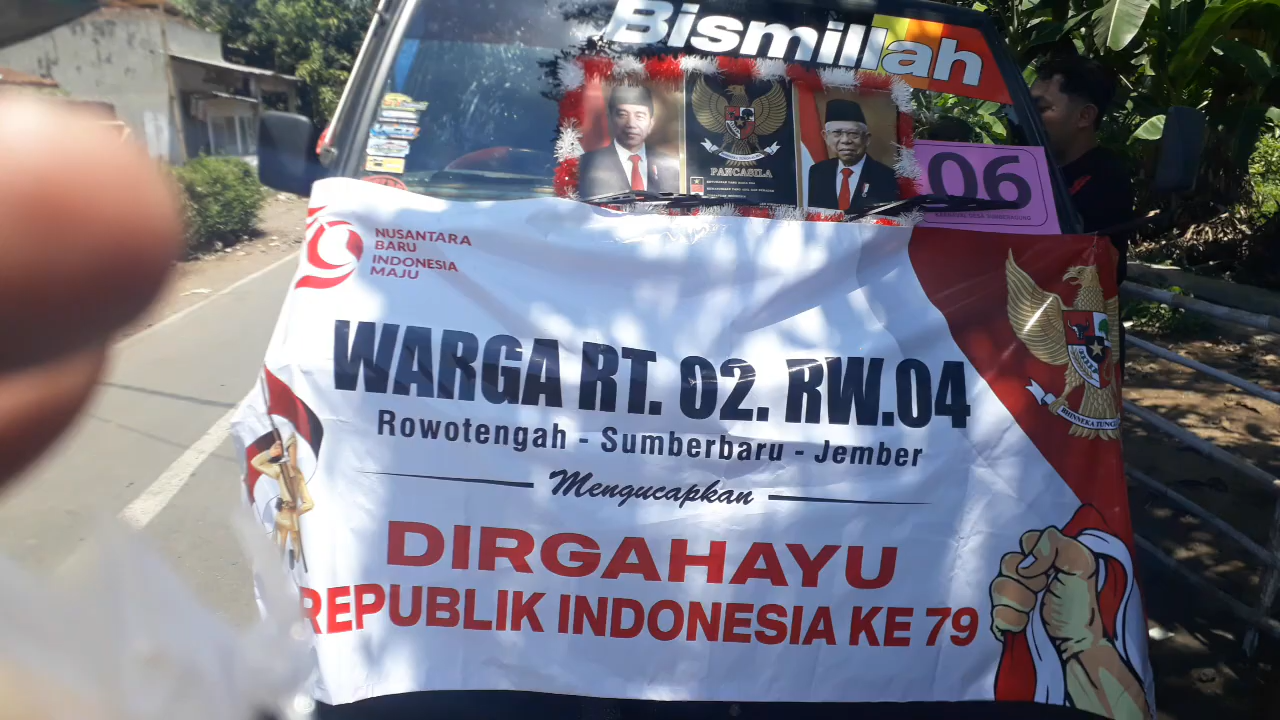 Bismillah
PANCASILA
06
NUSANTARA
BARU
INDONESIA
MAJU
WARGA RT. 02. RW.04
Rowotengah - Sumberbaru - Jember
Mengucapkan
DIRGAHAYU
REPUBLIK INDONESIA KE 79